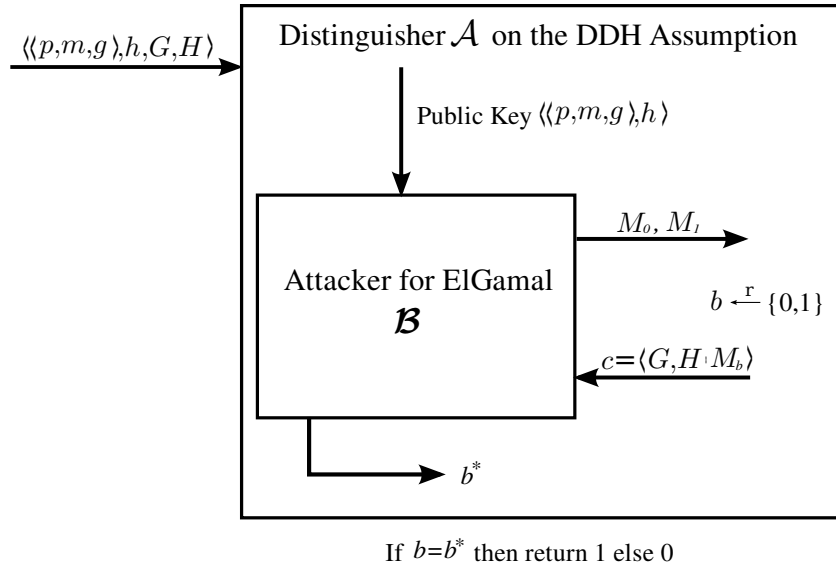 ⟨⟨p,m,g⟩,h,G,H⟩
Distinguisher 𝒜 on the DDH Assumption
Public Key ⟨⟨p,m,g⟩,h⟩
M₀, M₁
Attacker for ElGamal
ℬ
b ←r {0,1}
c=⟨G,H·M_b⟩
b*
If b=b* then return 1 else 0